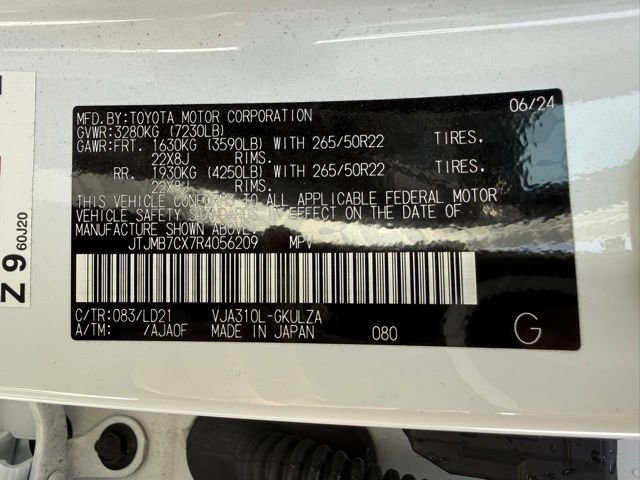 MFD.BY:TOYOTA MOTOR CORPORATION 06/24
GVWR:3280KG (7230LB)
GAWR:FRT. 1630KG (3590LB) WITH 265/50R22 TIRES,
22X8J RIMS.
RR. 1930KG (4250LB) WITH 265/50R22 TIRES,
22X8J RIMS.
THIS VEHICLE CONFORMS TO ALL APPLICABLE FEDERAL MOTOR
VEHICLE SAFETY STANDARDS IN EFFECT ON THE DATE OF
MANUFACTURE SHOWN ABOVE.
JTJMB7CX7R4056209 MPV
C/TR:083/LD21 VJA310L-GKULZA
A/TM: /AJA0F MADE IN JAPAN 080 G
Z 9 60J20